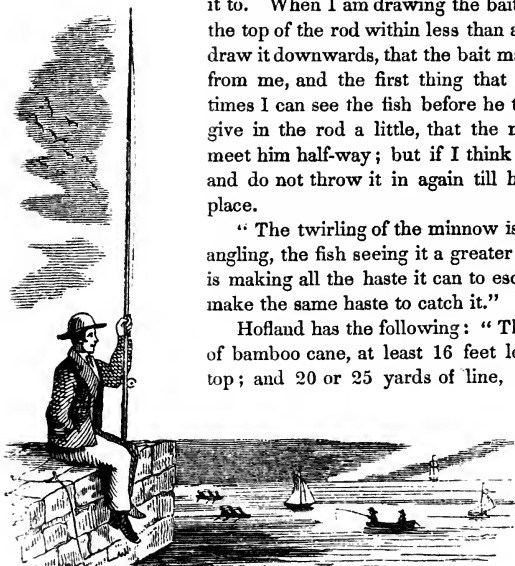 it to. When I am drawing the bait
the top of the rod within less than a
draw it downwards, that the bait ma
from me, and the first thing that
times I can see the fish before he t
give in the rod a little, that the m
meet him half-way; but if I think
and do not throw it in again till h
place.
“ The twirling of the minnow is
angling, the fish seeing it a greater
is making all the haste it can to esc
make the same haste to catch it.”
Hofland has the following: “ Th
of bamboo cane, at least 16 feet lo
top; and 20 or 25 yards of line,